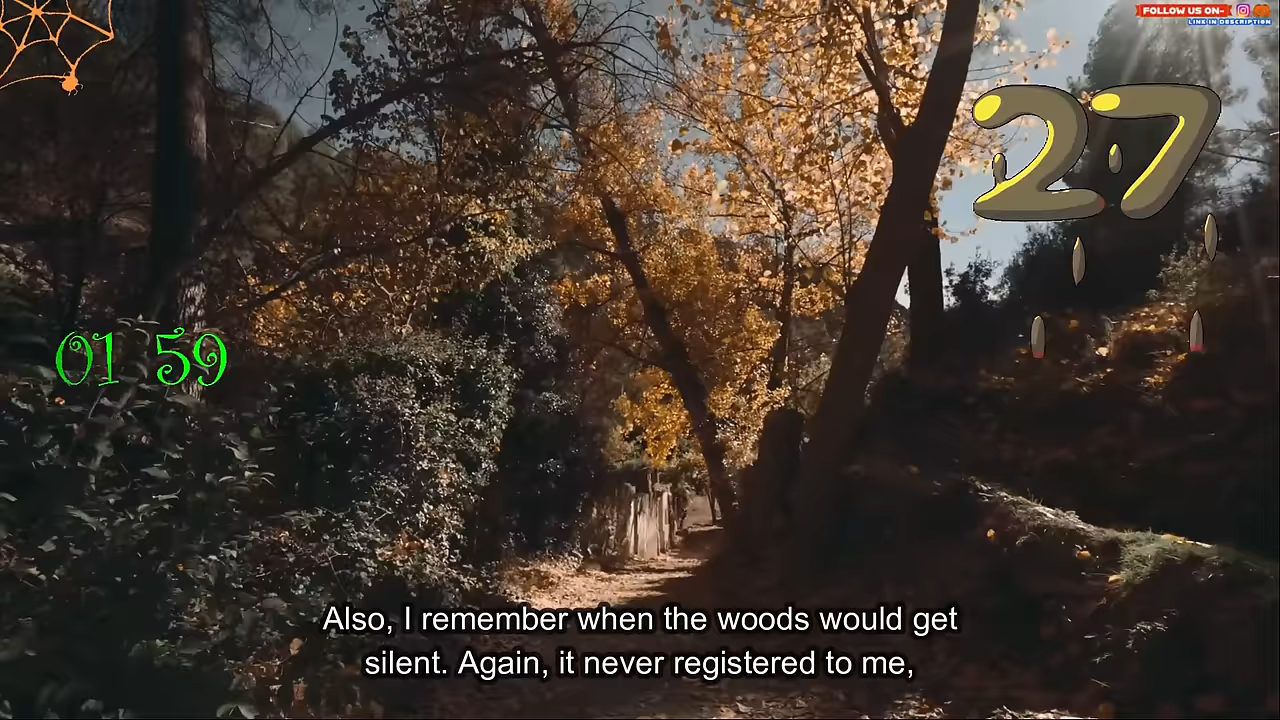 FOLLOW US ON-
LINK IN DESCRIPTION
27
01 59
Also, I remember when the woods would get
silent. Again, it never registered to me,